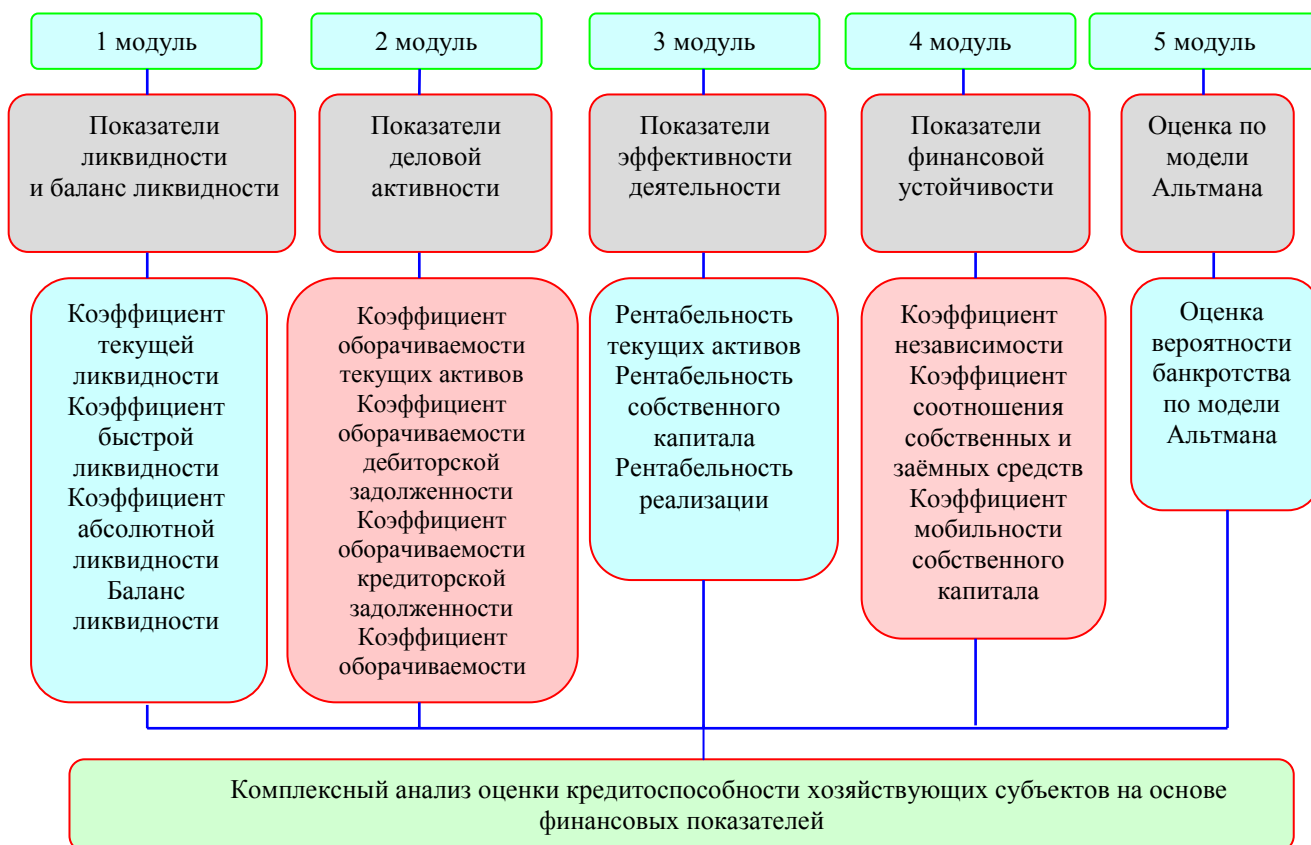 1 модуль
2 модуль
3 модуль
4 модуль
5 модуль
Показатели
ликвидности
и баланс ликвидности
Показатели
деловой
активности
Показатели
эффективности
деятельности
Показатели
финансовой
устойчивости
Оценка по
модели
Альтмана
Коэффициент
текущей
ликвидности
Коэффициент
быстрой
ликвидности
Коэффициент
абсолютной
ликвидности
Баланс
ликвидности
Коэффициент
оборачиваемости
текущих активов
Коэффициент
оборачиваемости
дебиторской
задолженности
Коэффициент
оборачиваемости
кредиторской
задолженности
Коэффициент
оборачиваемости
Рентабельность
текущих активов
Рентабельность
собственного
капитала
Рентабельность
реализации
Коэффициент
независимости
Коэффициент
соотношения
собственных и
заёмных средств
Коэффициент
мобильности
собственного
капитала
Оценка
вероятности
банкротства
по модели
Альтмана
Комплексный анализ оценки кредитоспособности хозяйствующих субъектов на основе
финансовых показателей